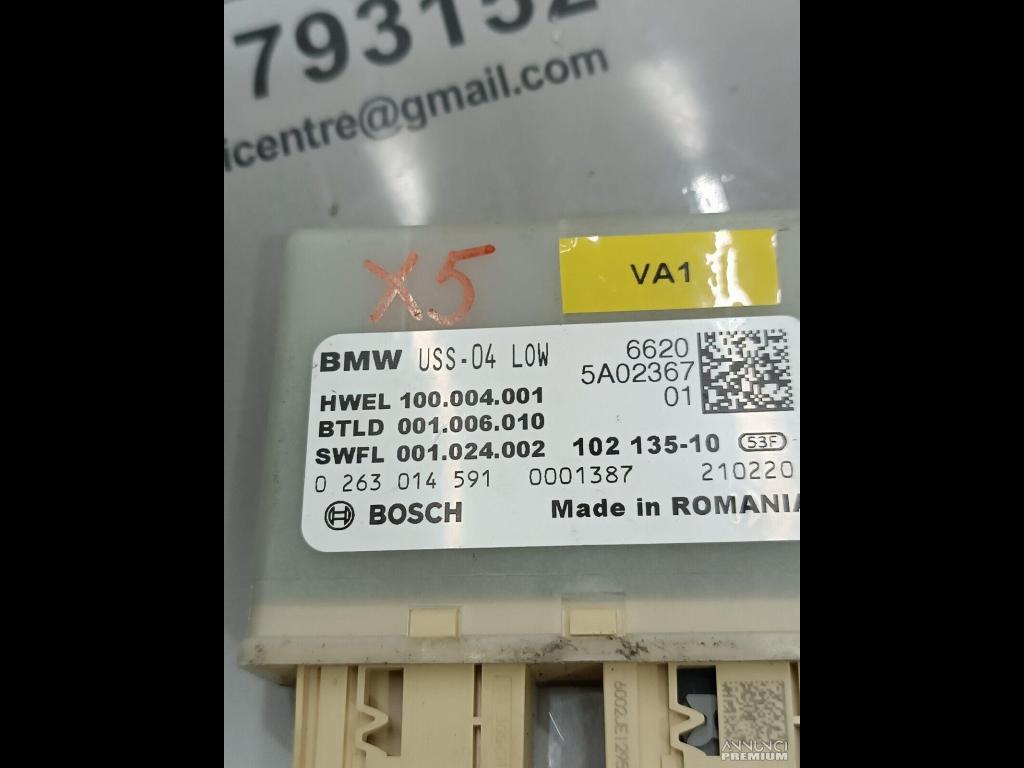 793152
icentre@gmail.com
X5
VA1
BMW USS-04 LOW
6620
5A02367
01
HWEL 100.004.001
BTLD 001.006.010
SWFL 001.024.002 102 135-10 53F
0 263 014 591 0001387 210220
BOSCH Made in ROMANIA
ANNUNCI
PREMIUM